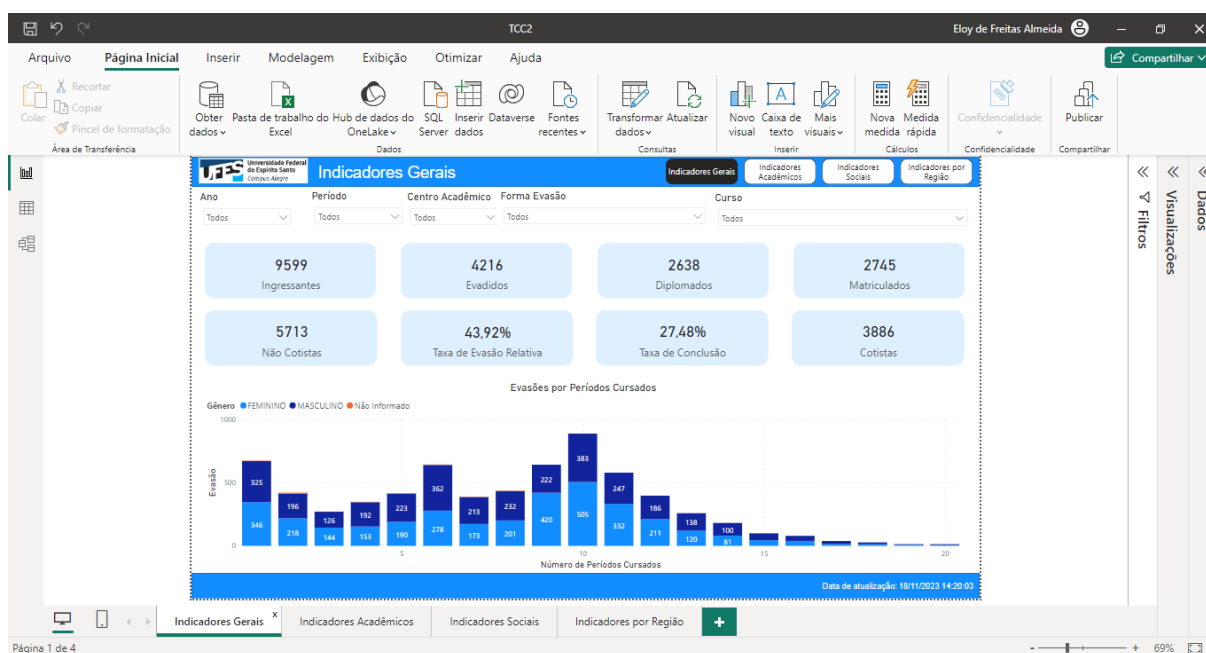 TCC2
Eloy de Freitas Almeida
Arquivo Página Inicial Inserir Modelagem Exibição Otimizar Ajuda
Compartilhar
Colar
Recortar
Copiar
Pincel de formatação
Área de Transferência
Obter dados
Pasta de trabalho do Excel
Hub de dados do OneLake
SQL Server
Inserir dados
Dataverse
Fontes recentes
Dados
Transformar dados
Atualizar
Consultas
Novo visual
Caixa de texto
Mais visuais
Inserir
Nova medida
Medida rápida
Cálculos
Confidencialidade
Confidencialidade
Publicar
Compartilhar
UFES
Universidade Federal
do Espírito Santo
Campus Alegre
Indicadores Gerais
Indicadores Gerais
Indicadores Acadêmicos
Indicadores Sociais
Indicadores por Região
Ano Período Centro Acadêmico Forma Evasão Curso
Todos Todos Todos Todos Todos
9599 4216 2638 2745
Ingressantes Evadidos Diplomados Matriculados
5713 43,92% 27,48% 3886
Não Cotistas Taxa de Evasão Relativa Taxa de Conclusão Cotistas
Evasões por Períodos Cursados
Gênero FEMININO MASCULINO Não Informado
1000
500
0
Evasão
325 196 126 192 223 362 213 232 222 383 247 186 138 100
346 218 144 153 190 278 173 201 420 505 332 211 120 81
5 10 15 20
Número de Períodos Cursados
Data de atualização: 18/11/2023 14:20:03
Filtros
Visualizações
Dados
Indicadores Gerais x Indicadores Acadêmicos Indicadores Sociais Indicadores por Região +
Página 1 de 4
- + 69%